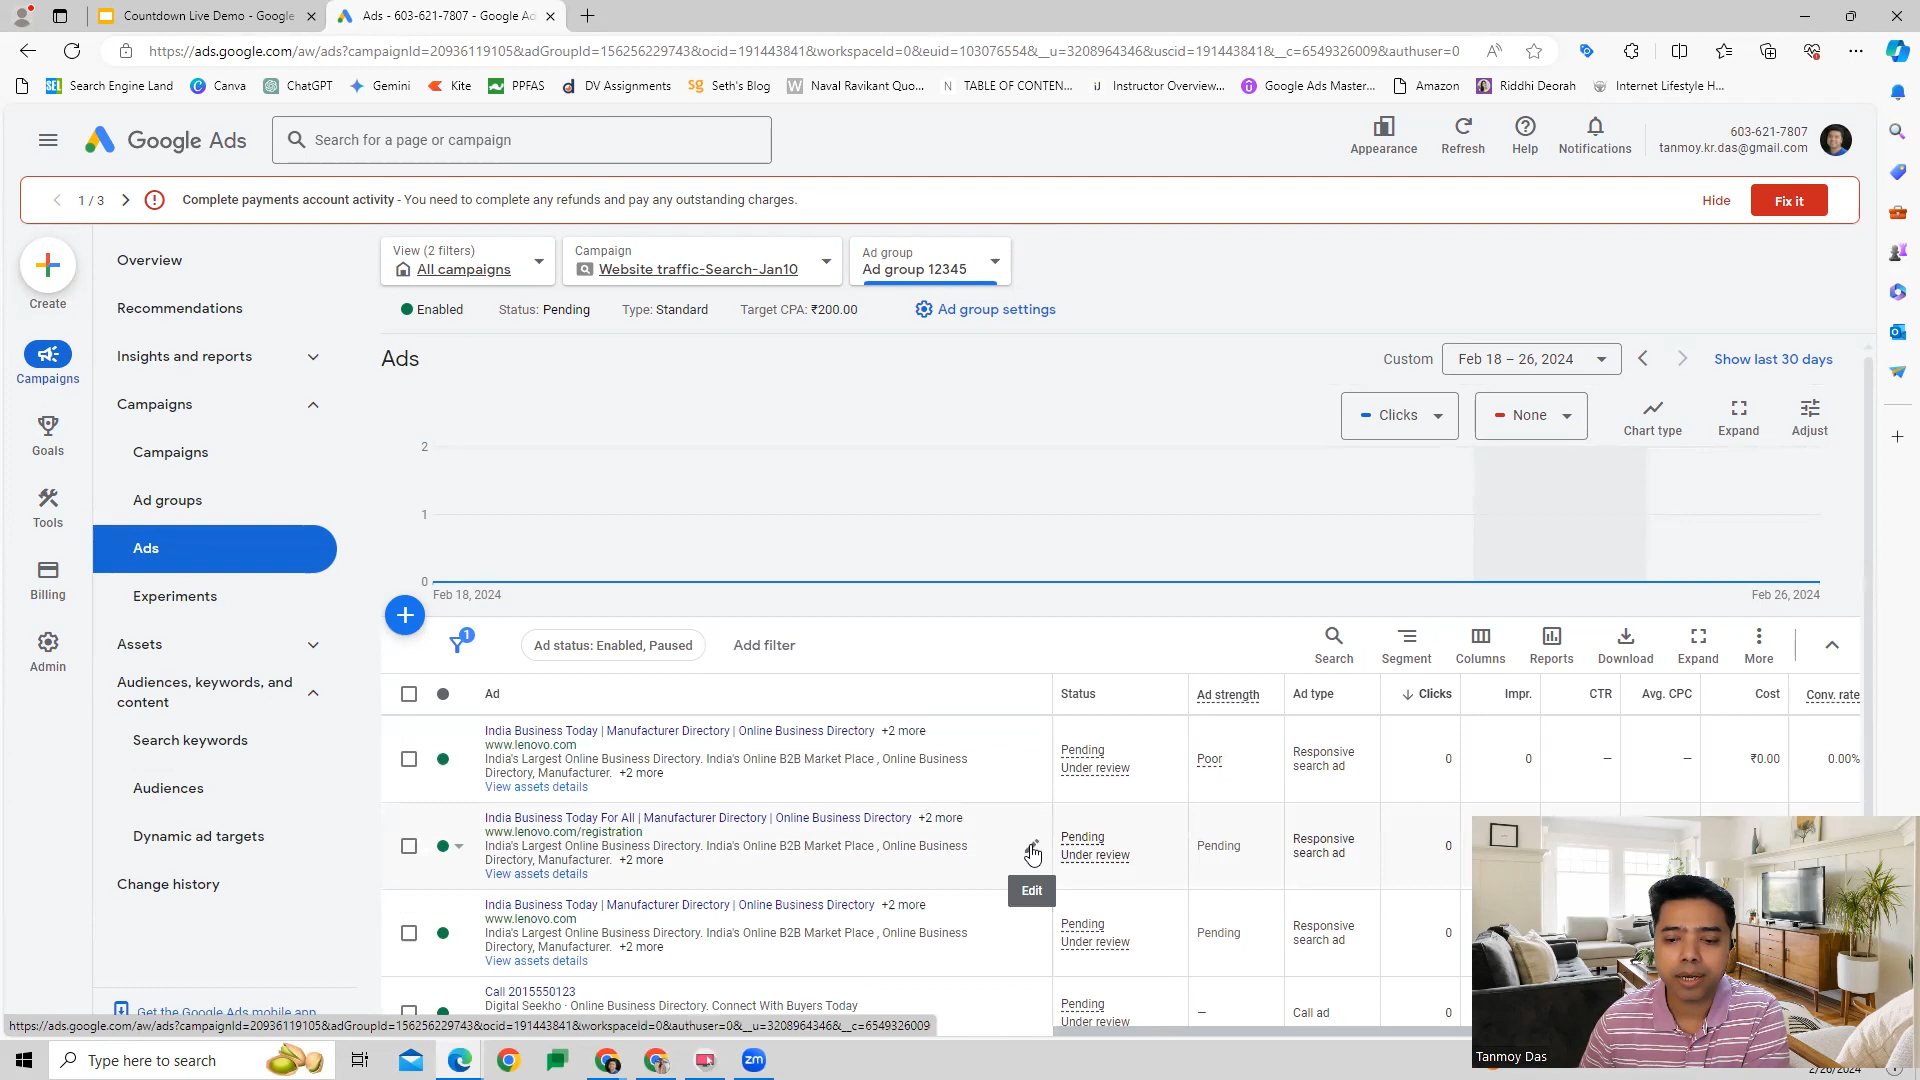 Countdown Live Demo - Google
Ads - 603-621-7807 - Google Ad
https://ads.google.com/aw/ads?campaignId=20936119105&adGroupId=156256229743&ocid=191443841&workspaceId=0&euid=1030765548&__u=3208964346&uscid=191443841&__c=6549326009&authuser=0
SEL Search Engine Land
Canva
ChatGPT
Gemini
Kite
PPFAS
DV Assignments
Seth's Blog
Naval Ravikant Quo...
TABLE OF CONTEN...
Instructor Overview...
Google Ads Master...
Amazon
Riddhi Deorah
Internet Lifestyle H...
Google Ads
Search for a page or campaign
Appearance
Refresh
Help
Notifications
603-621-7807
tanmoy.kr.das@gmail.com
1 / 3
Complete payments account activity - You need to complete any refunds and pay any outstanding charges.
Hide
Fix it
Create
Campaigns
Goals
Tools
Billing
Admin
Overview
Recommendations
Insights and reports
Campaigns
Campaigns
Ad groups
Ads
Experiments
Assets
Audiences, keywords, and
content
Search keywords
Audiences
Dynamic ad targets
Change history
Get the Google Ads mobile app
View (2 filters)
All campaigns
Campaign
Website traffic-Search-Jan10
Ad group
Ad group 12345
Enabled
Status: Pending
Type: Standard
Target CPA: ₹200.00
Ad group settings
Ads
Custom
Feb 18 – 26, 2024
Show last 30 days
Clicks
None
Chart type
Expand
Adjust
2
1
0
Feb 18, 2024
Feb 26, 2024
1
Ad status: Enabled, Paused
Add filter
Search
Segment
Columns
Reports
Download
Expand
More
Ad
Status
Ad strength
Ad type
Clicks
Impr.
CTR
Avg. CPC
Cost
Conv. rate
India Business Today | Manufacturer Directory | Online Business Directory +2 more
www.lenovo.com
India's Largest Online Business Directory. India's Online B2B Market Place , Online Business
Directory, Manufacturer. +2 more
View assets details
Pending
Under review
Poor
Responsive
search ad
0
0
–
–
₹0.00
0.00%
India Business Today For All | Manufacturer Directory | Online Business Directory +2 more
www.lenovo.com/registration
India's Largest Online Business Directory. India's Online B2B Market Place , Online Business
Directory, Manufacturer. +2 more
View assets details
Edit
Pending
Under review
Pending
Responsive
search ad
0
India Business Today | Manufacturer Directory | Online Business Directory +2 more
www.lenovo.com
India's Largest Online Business Directory. India's Online B2B Market Place , Online Business
Directory, Manufacturer. +2 more
View assets details
Pending
Under review
Pending
Responsive
search ad
0
Call 2015550123
Digital Seekho - Online Business Directory. Connect With Buyers Today
Pending
Under review
–
Call ad
0
https://ads.google.com/aw/ads?campaignId=20936119105&adGroupId=156256229743&ocid=191443841&workspaceId=0&authuser=0&__u=3208964346&__c=6549326009
Tanmoy Das
Type here to search
zm
2/26/2024